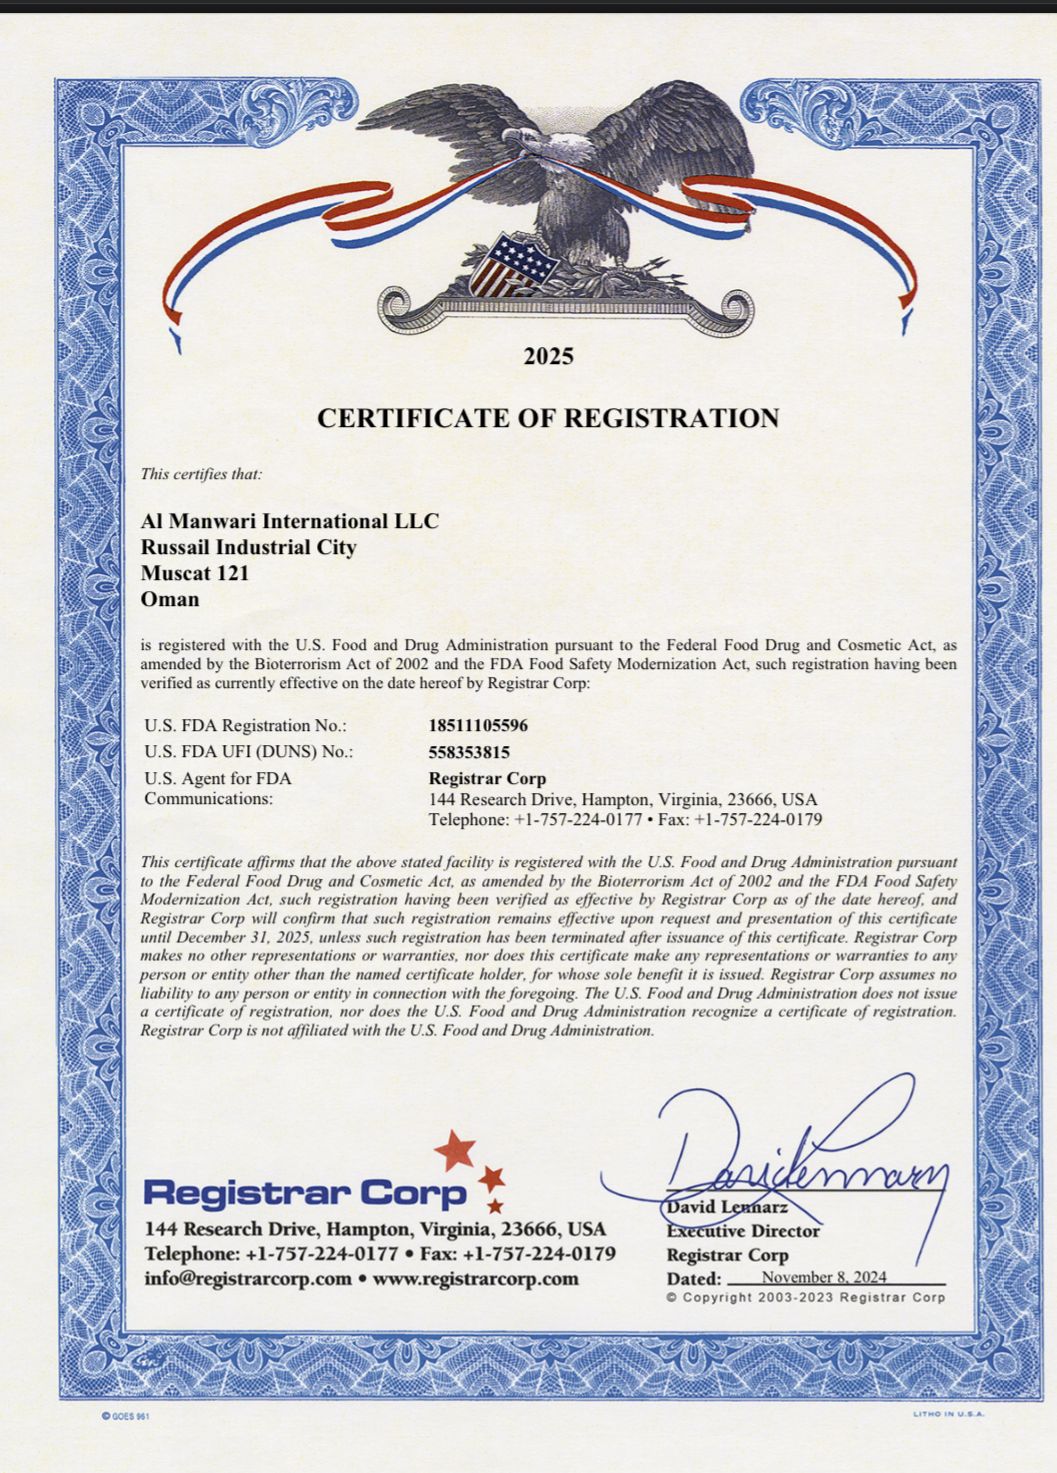 2025
CERTIFICATE OF REGISTRATION
This certifies that:
Al Manwari International LLC
Russail Industrial City
Muscat 121
Oman
is registered with the U.S. Food and Drug Administration pursuant to the Federal Food Drug and Cosmetic Act, as
amended by the Bioterrorism Act of 2002 and the FDA Food Safety Modernization Act, such registration having been
verified as currently effective on the date hereof by Registrar Corp:
U.S. FDA Registration No.: 18511105596
U.S. FDA UFI (DUNS) No.: 558353815
U.S. Agent for FDA Registrar Corp
Communications: 144 Research Drive, Hampton, Virginia, 23666, USA
Telephone: +1-757-224-0177 • Fax: +1-757-224-0179
This certificate affirms that the above stated facility is registered with the U.S. Food and Drug Administration pursuant
to the Federal Food Drug and Cosmetic Act, as amended by the Bioterrorism Act of 2002 and the FDA Food Safety
Modernization Act, such registration having been verified as effective by Registrar Corp as of the date hereof, and
Registrar Corp will confirm that such registration remains effective upon request and presentation of this certificate
until December 31, 2025, unless such registration has been terminated after issuance of this certificate. Registrar Corp
makes no other representations or warranties, nor does this certificate make any representations or warranties to any
person or entity other than the named certificate holder, for whose sole benefit it is issued. Registrar Corp assumes no
liability to any person or entity in connection with the foregoing. The U.S. Food and Drug Administration does not issue
a certificate of registration, nor does the U.S. Food and Drug Administration recognize a certificate of registration.
Registrar Corp is not affiliated with the U.S. Food and Drug Administration.
Registrar Corp
144 Research Drive, Hampton, Virginia, 23666, USA
Telephone: +1-757-224-0177 • Fax: +1-757-224-0179
info@registrarcorp.com • www.registrarcorp.com
David Lennarz
Executive Director
Registrar Corp
Dated: November 8, 2024
© Copyright 2003-2023 Registrar Corp
© GOES 961
LITHO IN U.S.A.